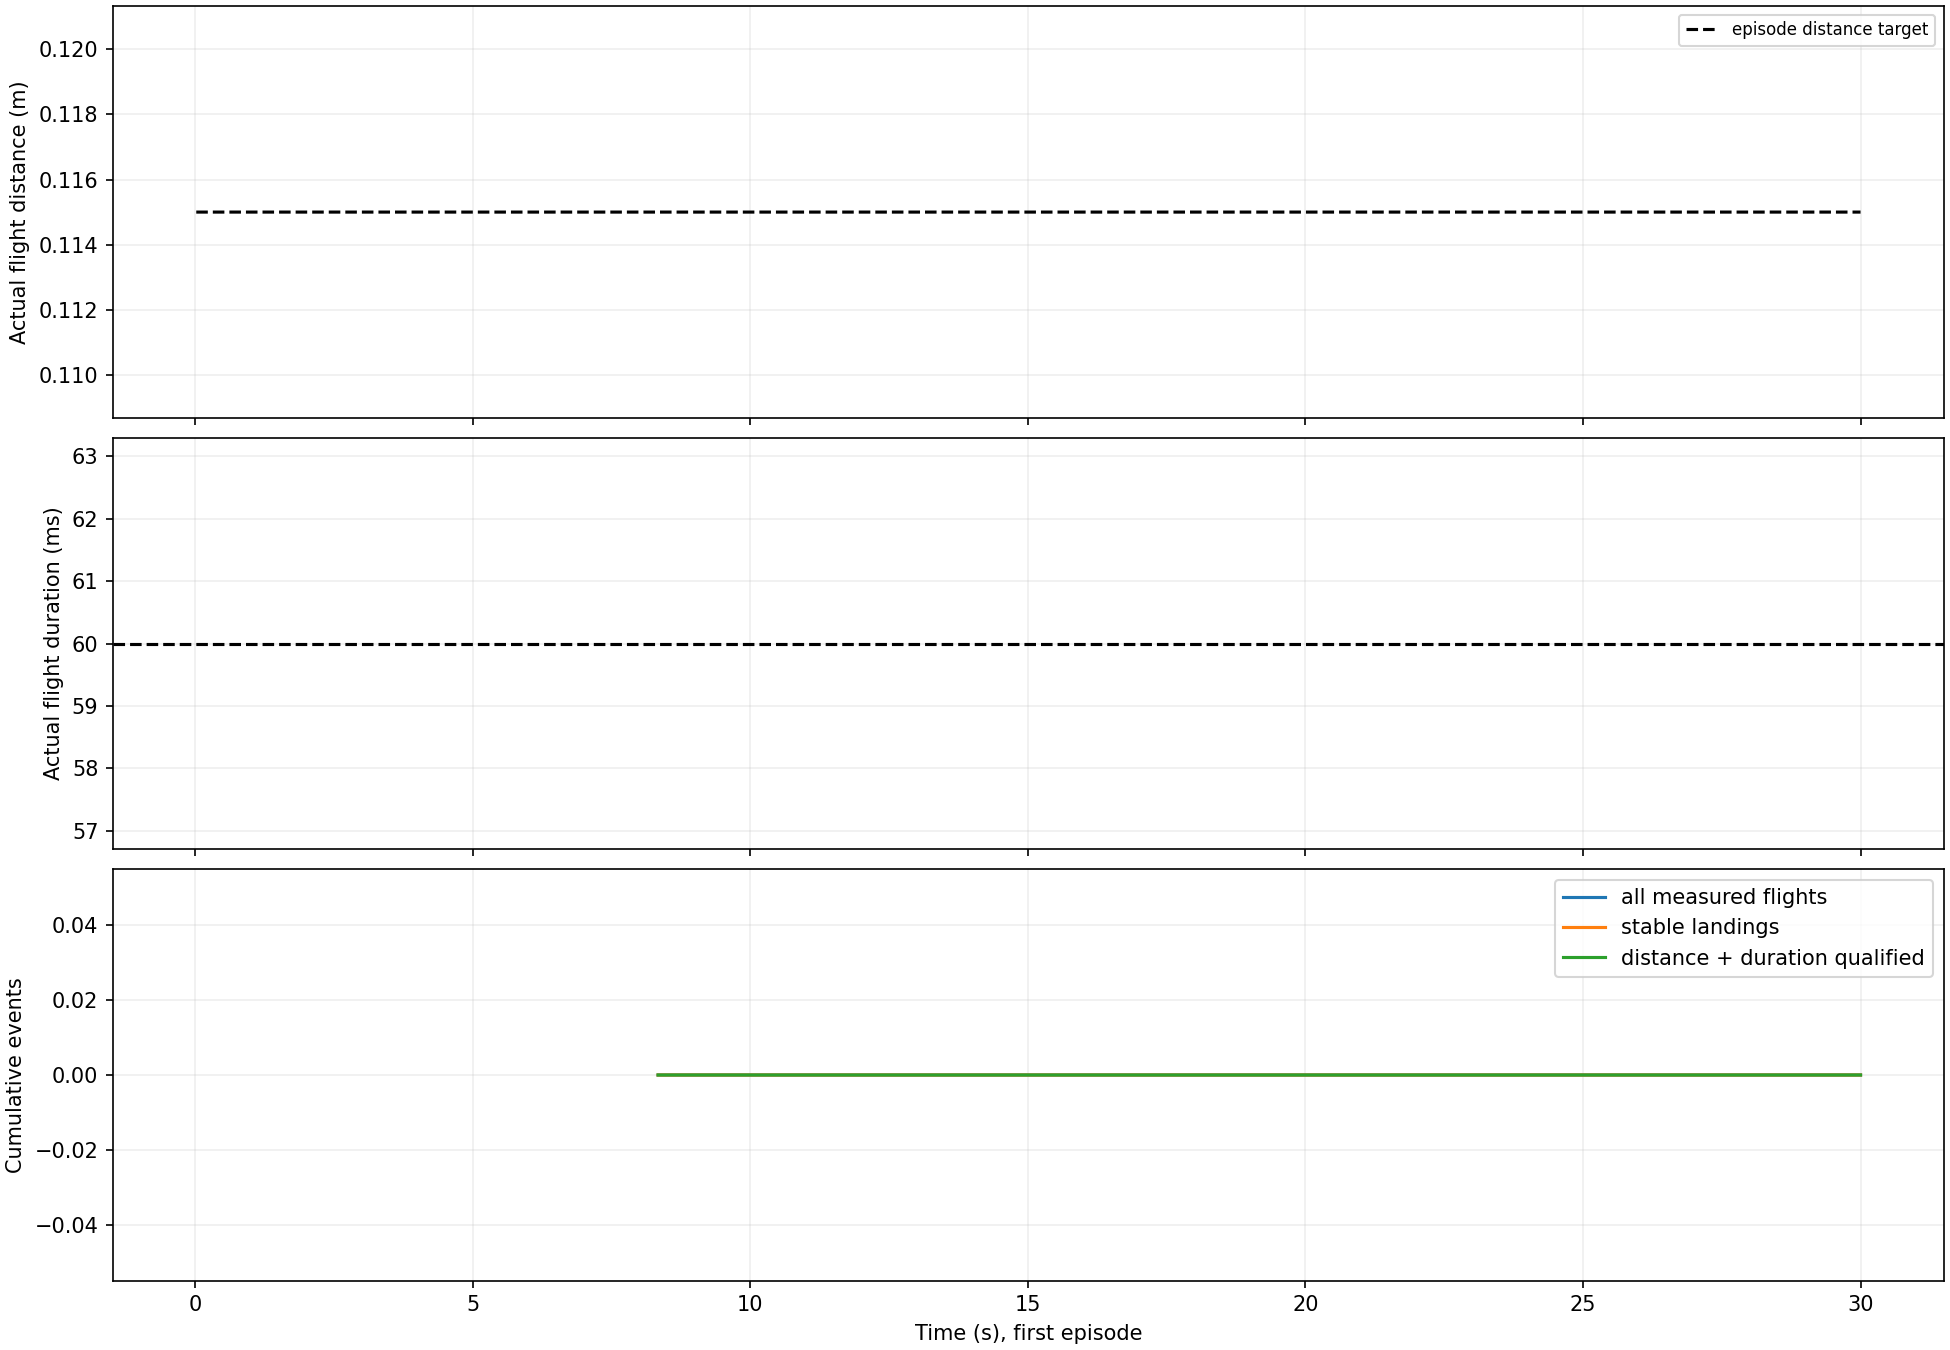 episode distance target
Actual flight distance (m)
0.120
0.118
0.116
0.114
0.112
0.110
Actual flight duration (ms)
63
62
61
60
59
58
57
all measured flights
stable landings
distance + duration qualified
Cumulative events
0.04
0.02
0.00
−0.02
−0.04
0 5 10 15 20 25 30
Time (s), first episode